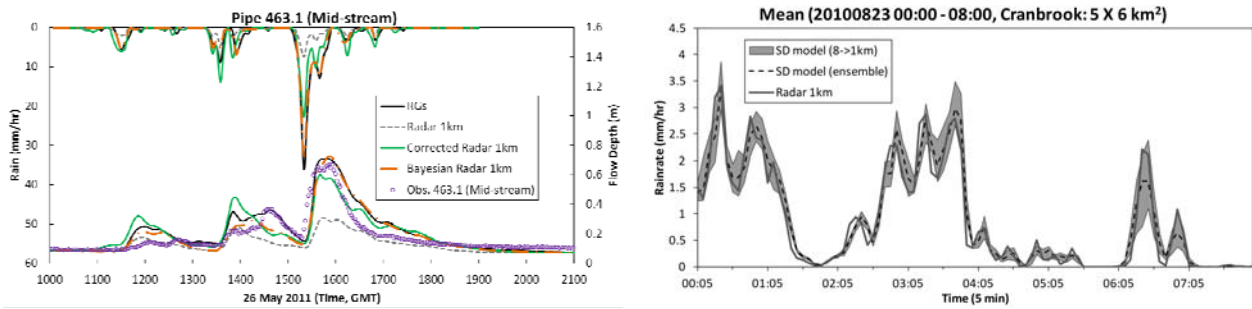 Pipe 463.1 (Mid-stream)
0
10
20
30
40
50
60
Rain (mm/hr)
1.6
1.4
1.2
1
0.8
0.6
0.4
0.2
0
Flow Depth (m)
RGs
Radar 1km
Corrected Radar 1km
Bayesian Radar 1km
Obs. 463.1 (Mid-stream)
1000 1100 1200 1300 1400 1500 1600 1700 1800 1900 2000 2100
26 May 2011 (Time, GMT)
Mean (20100823 00:00 - 08:00, Cranbrook: 5 X 6 km²)
4.5
4
3.5
3
2.5
2
1.5
1
0.5
0
Rainrate (mm/hr)
SD model (8->1km)
SD model (ensemble)
Radar 1km
00:05 01:05 02:05 03:05 04:05 05:05 06:05 07:05
Time (5 min)